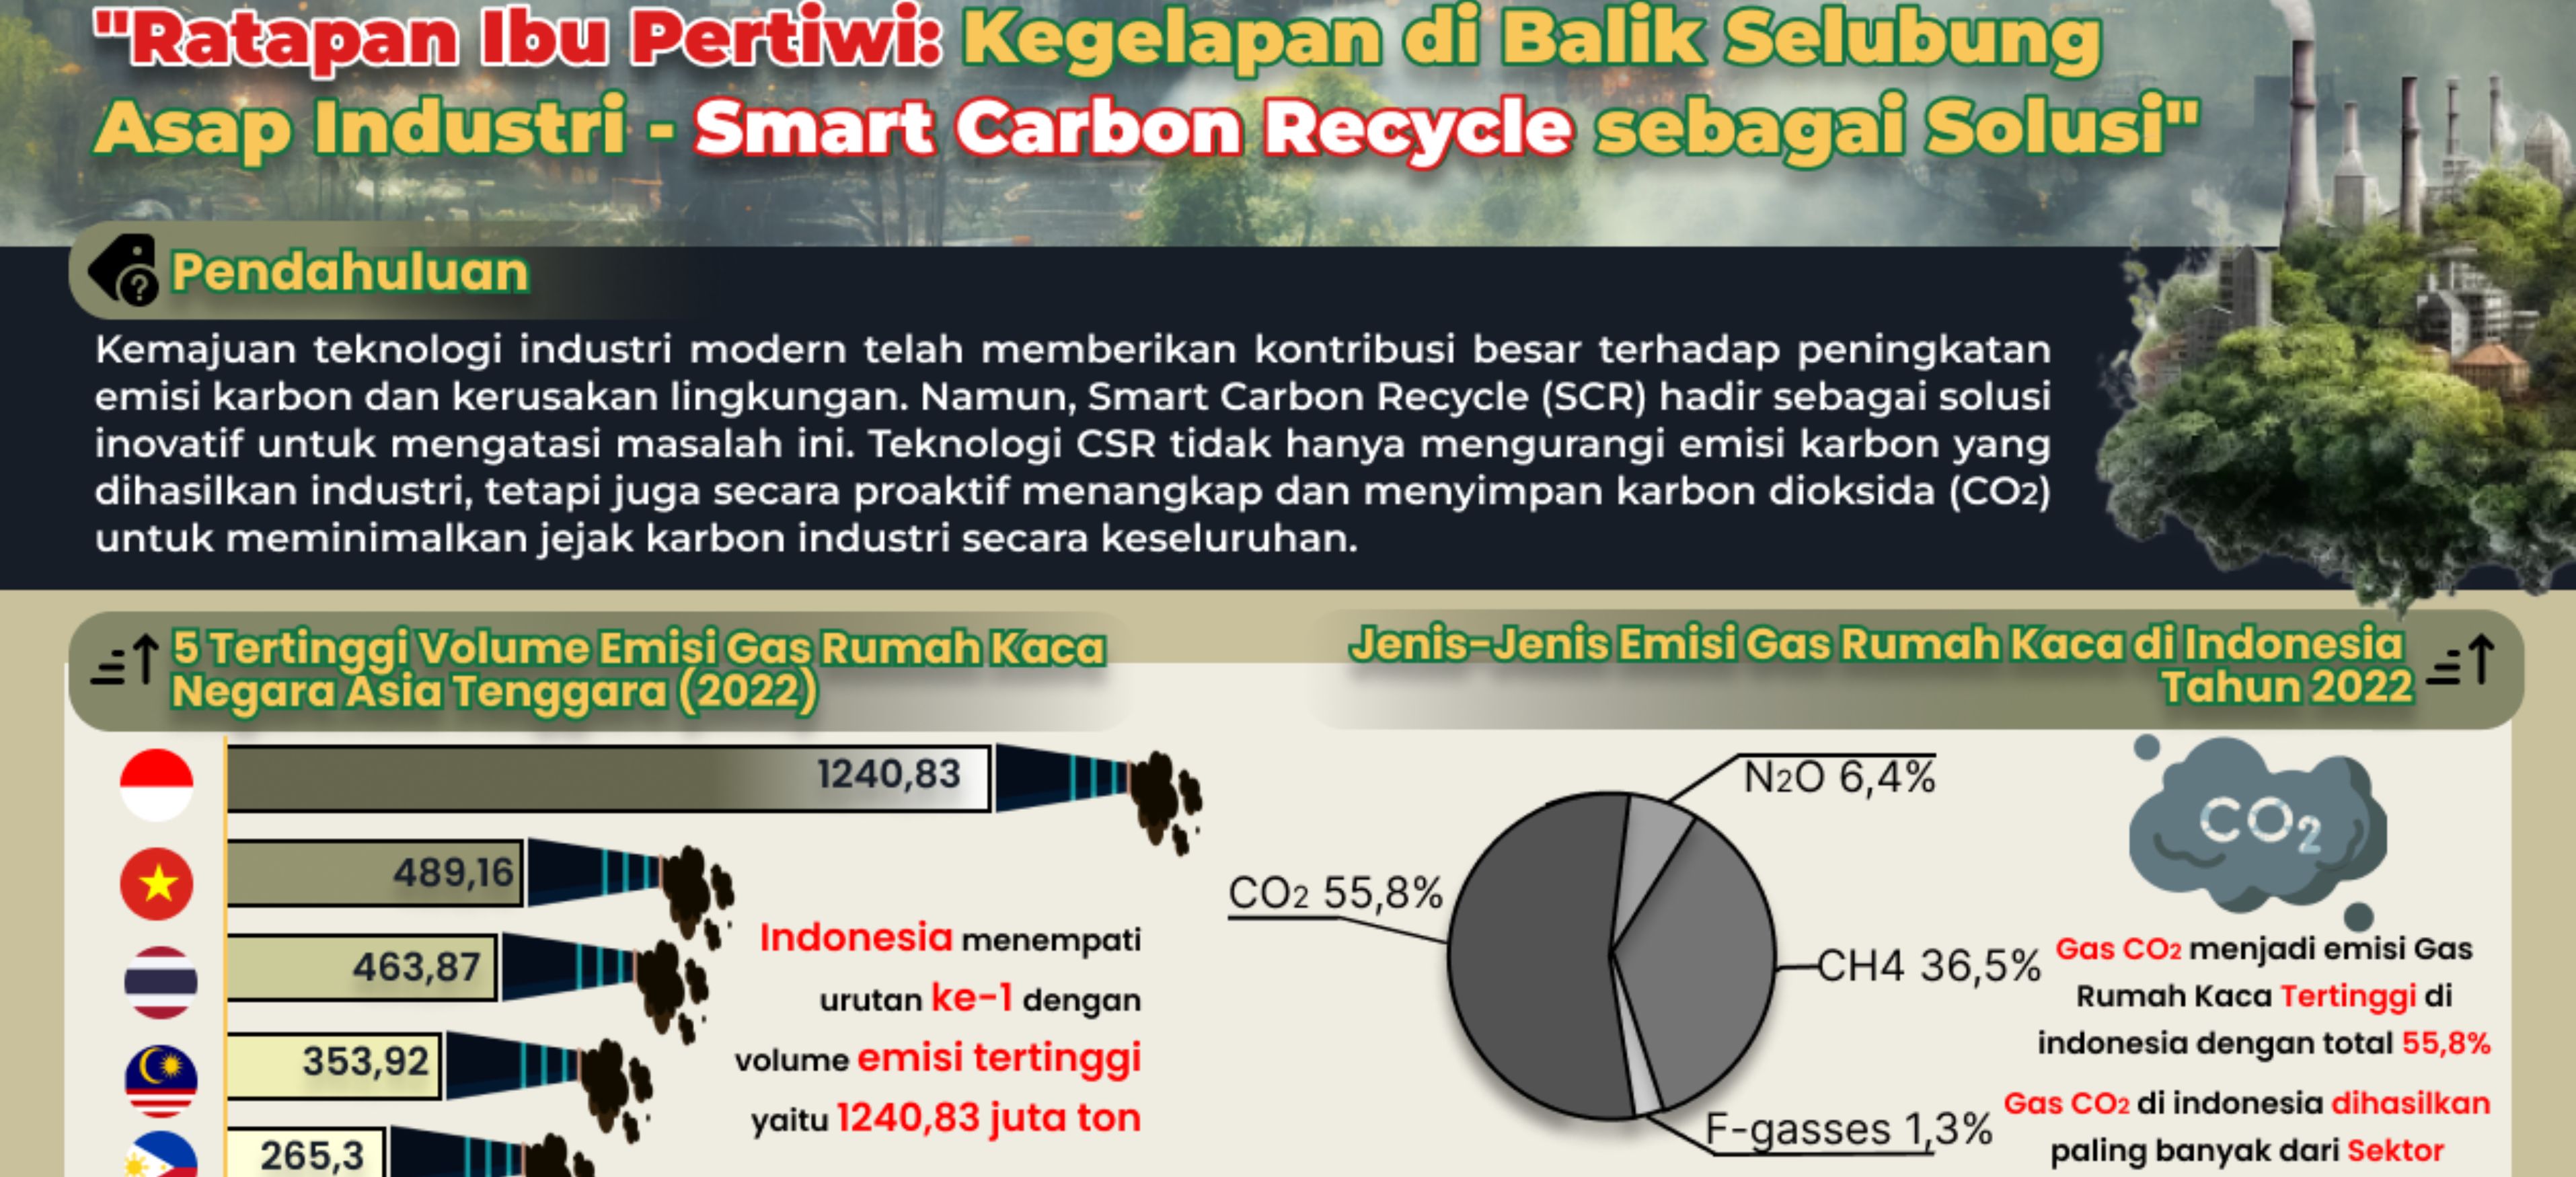 "Ratapan Ibu Pertiwi: Kegelapan di Balik Selubung
Asap Industri - Smart Carbon Recycle sebagai Solusi"
Pendahuluan
Kemajuan teknologi industri modern telah memberikan kontribusi besar terhadap peningkatan
emisi karbon dan kerusakan lingkungan. Namun, Smart Carbon Recycle (SCR) hadir sebagai solusi
inovatif untuk mengatasi masalah ini. Teknologi CSR tidak hanya mengurangi emisi karbon yang
dihasilkan industri, tetapi juga secara proaktif menangkap dan menyimpan karbon dioksida (CO2)
untuk meminimalkan jejak karbon industri secara keseluruhan.
5 Tertinggi Volume Emisi Gas Rumah Kaca
Negara Asia Tenggara (2022)
1240,83
489,16
463,87
353,92
265,3
Indonesia menempati
urutan ke-1 dengan
volume emisi tertinggi
yaitu 1240,83 juta ton
Jenis-Jenis Emisi Gas Rumah Kaca di Indonesia
Tahun 2022
N2O 6,4%
CO2 55,8%
CH4 36,5%
F-gasses 1,3%
CO2
Gas CO2 menjadi emisi Gas
Rumah Kaca Tertinggi di
indonesia dengan total 55,8%
Gas CO2 di indonesia dihasilkan
paling banyak dari Sektor